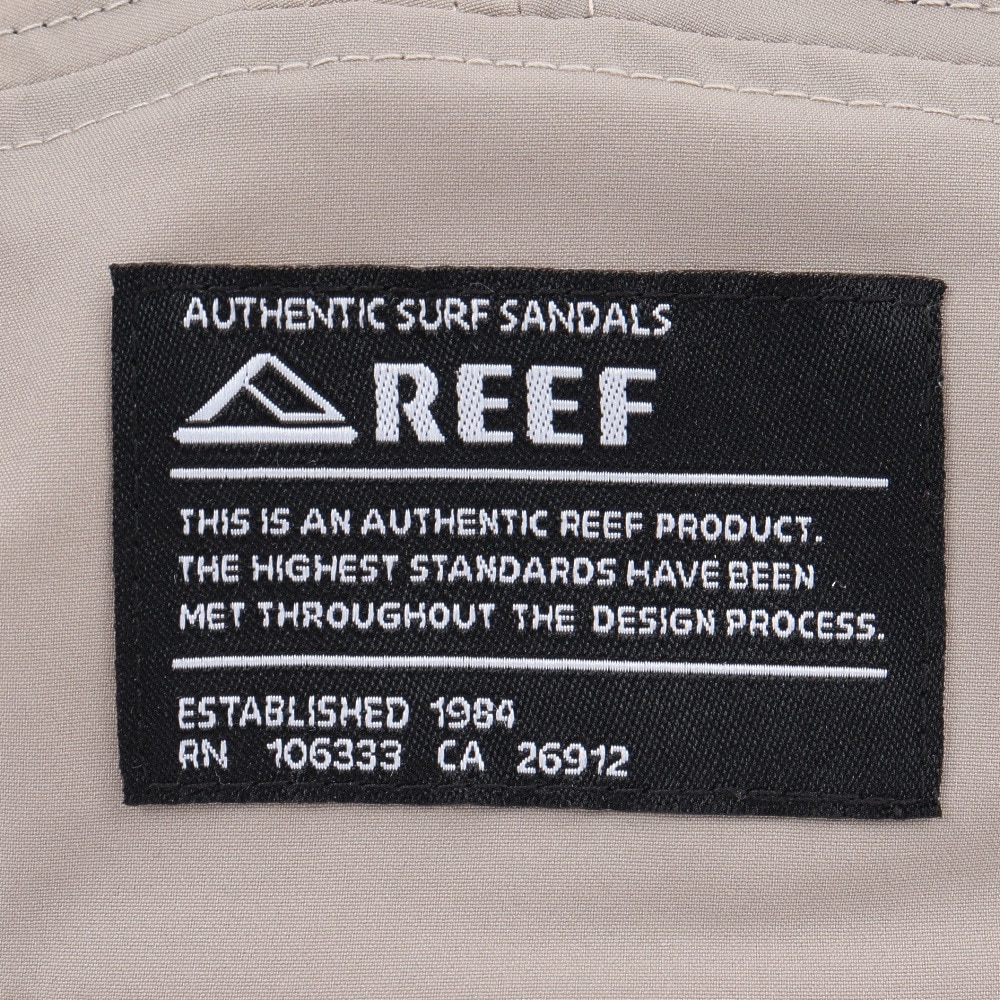 AUTHENTIC SURF SANDALS
REEF
THIS IS AN AUTHENTIC REEF PRODUCT.
THE HIGHEST STANDARDS HAVE BEEN
MET THROUGHOUT THE DESIGN PROCESS.
ESTABLISHED 1984
RN 106333 CA 26912